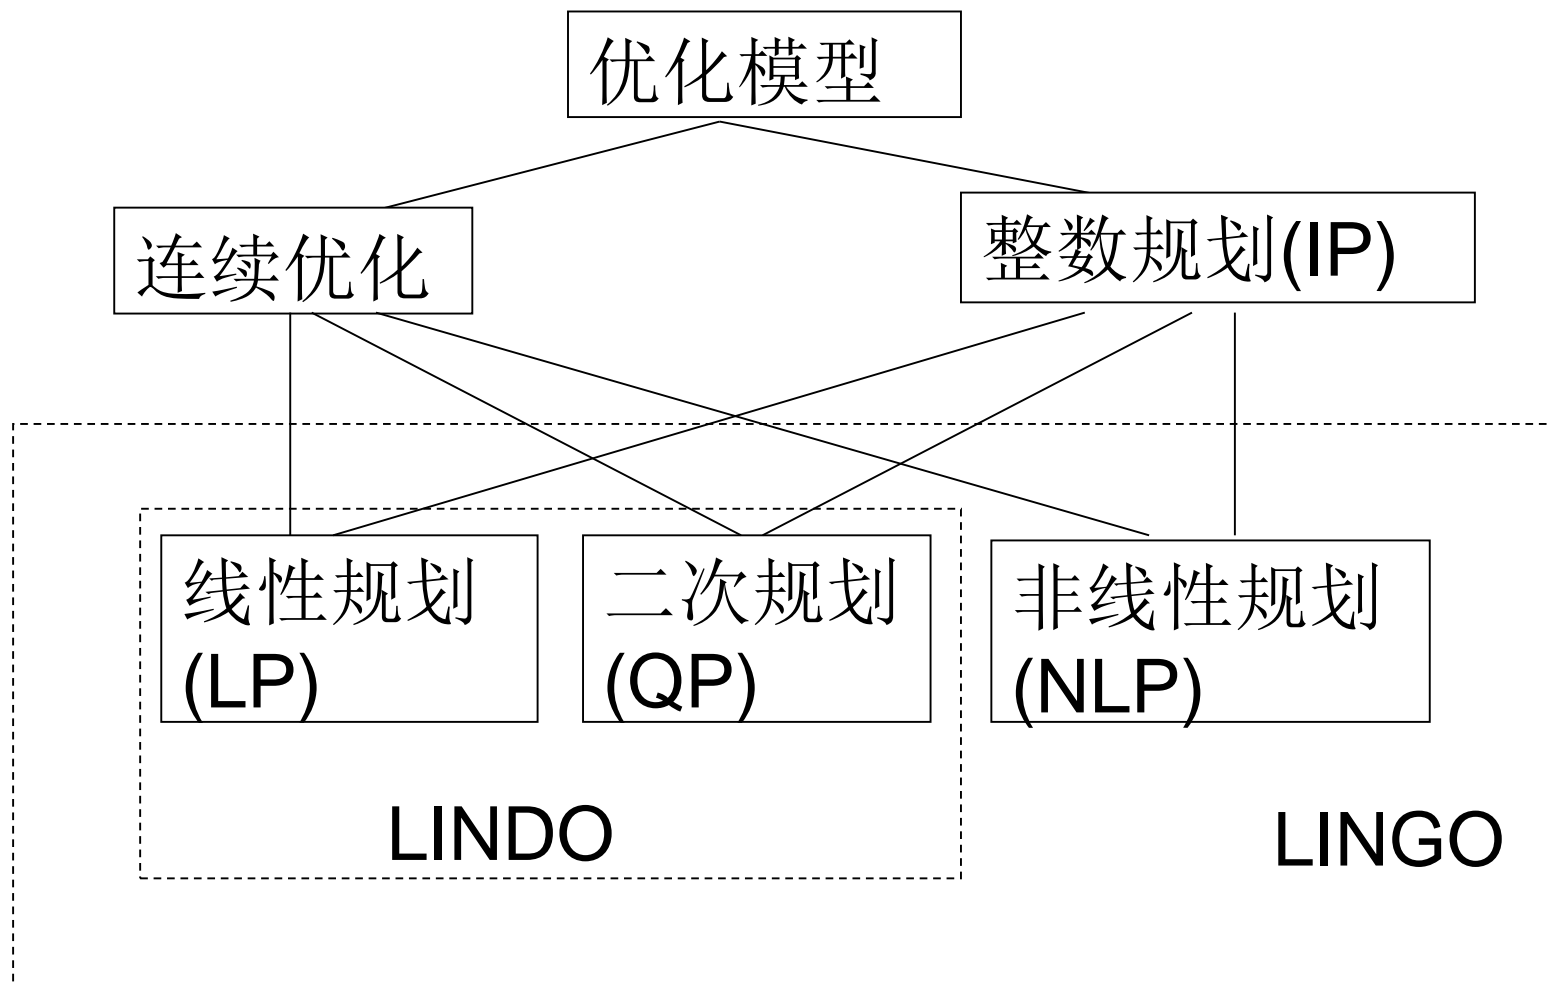 优化模型
连续优化
整数规划(IP)
线性规划
(LP)
二次规划
(QP)
非线性规划
(NLP)
LINDO
LINGO